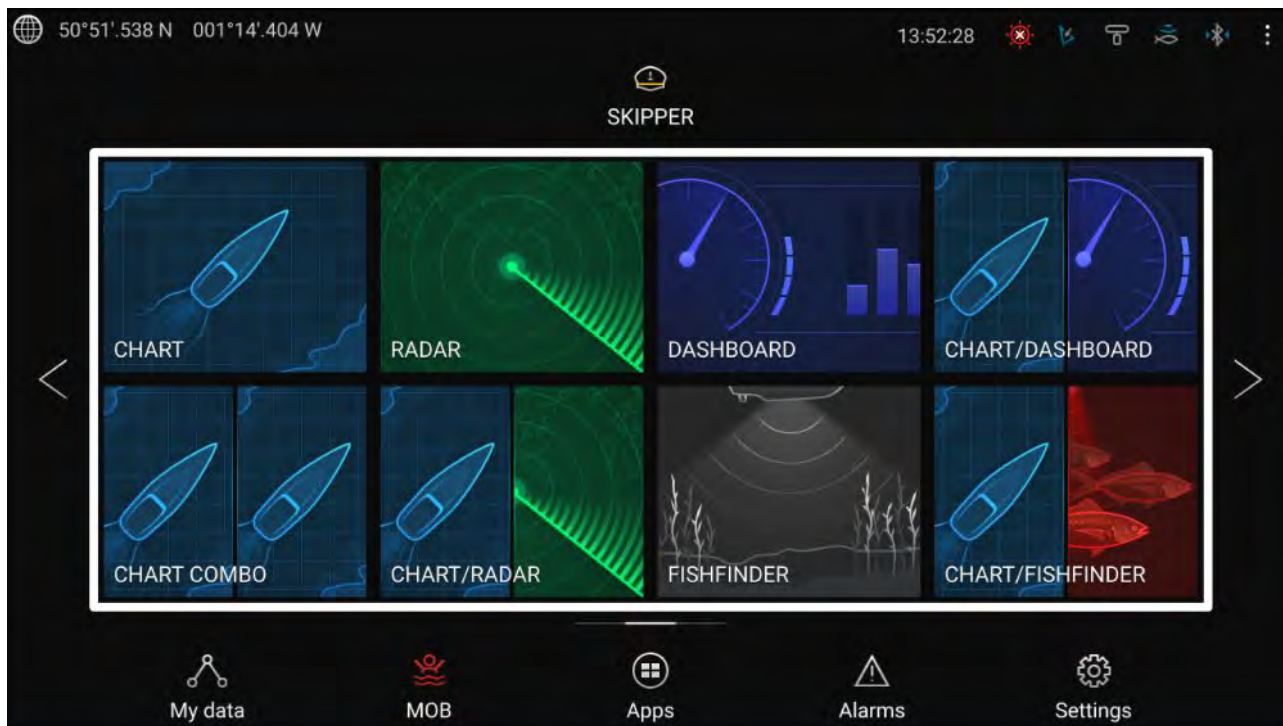 50°51'.538 N 001°14'.404 W
13:52:28
SKIPPER
CHART
RADAR
DASHBOARD
CHART/DASHBOARD
CHART COMBO
CHART/RADAR
FISHFINDER
CHART/FISHFINDER
My data
MOB
Apps
Alarms
Settings